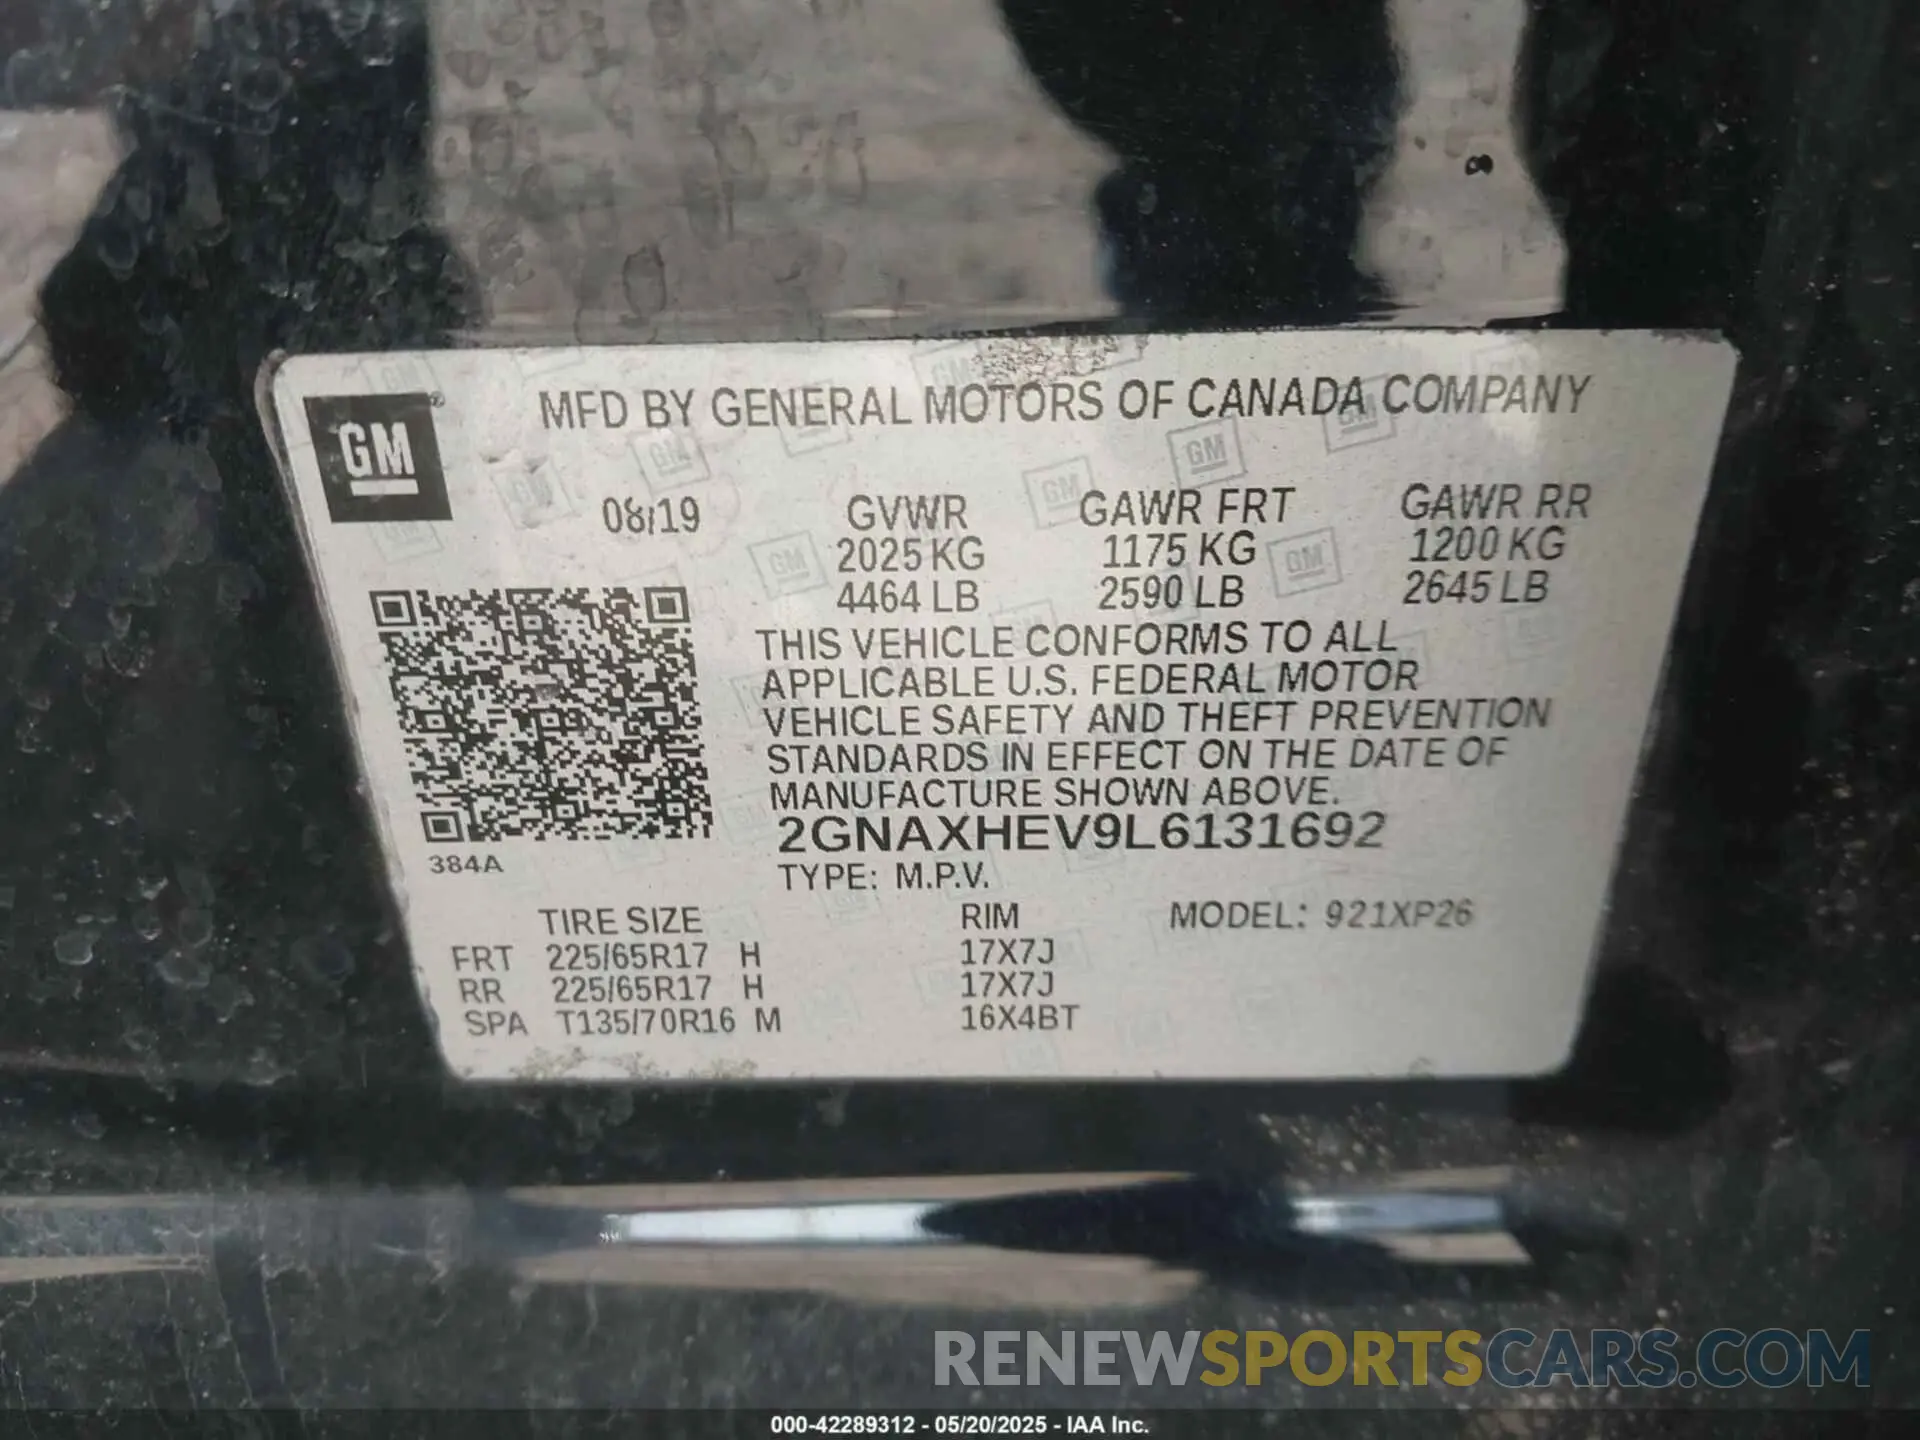 GM
MFD BY GENERAL MOTORS OF CANADA COMPANY
08/19 GVWR GAWR FRT GAWR RR
2025 KG 1175 KG 1200 KG
4464 LB 2590 LB 2645 LB
THIS VEHICLE CONFORMS TO ALL
APPLICABLE U.S. FEDERAL MOTOR
VEHICLE SAFETY AND THEFT PREVENTION
STANDARDS IN EFFECT ON THE DATE OF
MANUFACTURE SHOWN ABOVE.
2GNAXHEV9L6131692
384A
TYPE: M.P.V.
TIRE SIZE RIM MODEL: 921XP26
FRT 225/65R17 H 17X7J
RR 225/65R17 H 17X7J
SPA T135/70R16 M 16X4BT
RENEWSPORTSCARS.COM
000-42289312 - 05/20/2025 - IAA Inc.